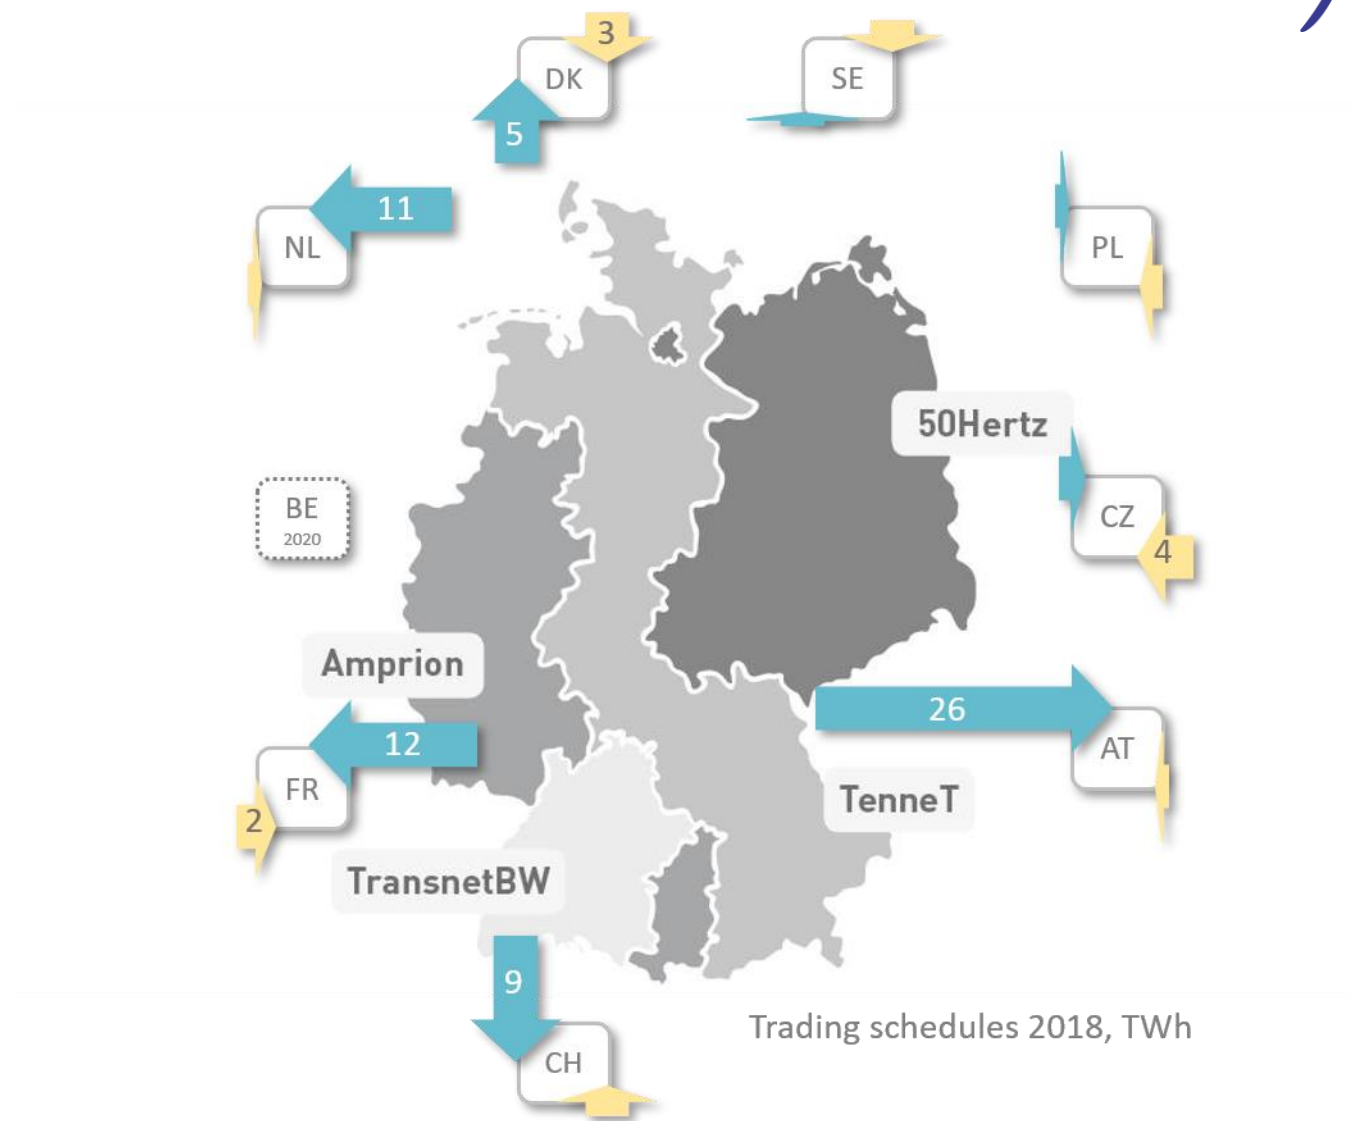 3
DK
SE
5
11
NL
PL
50Hertz
BE
2020
CZ
4
Amprion
26
12
AT
FR
TenneT
2
TransnetBW
9
Trading schedules 2018, TWh
CH